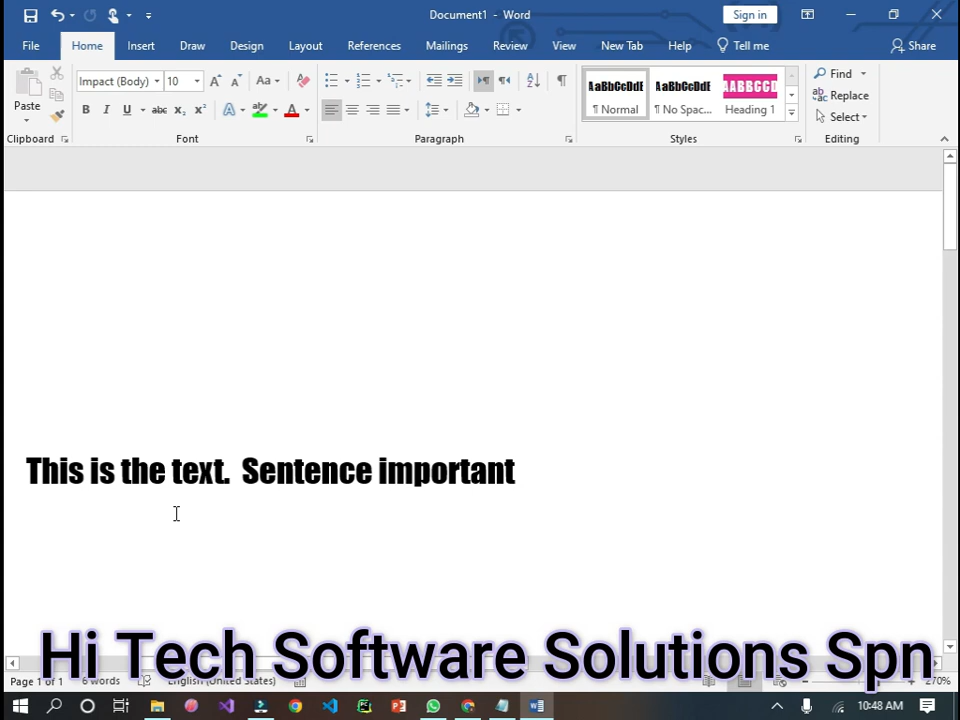 Document1 - Word
Sign in
File Home Insert Draw Design Layout References Mailings Review View New Tab Help Tell me Share
Paste
Impact (Body) 10 Aa
AaBbCcDdE AaBbCcDdE AABBCCD
¶ Normal ¶ No Spac... Heading 1
Find
Replace
Select
Clipboard Font Paragraph Styles Editing
This is the text.  Sentence important
Hi Tech Software Solutions Spn
Page 1 of 1 6 words English (United States) 270%
10:48 AM